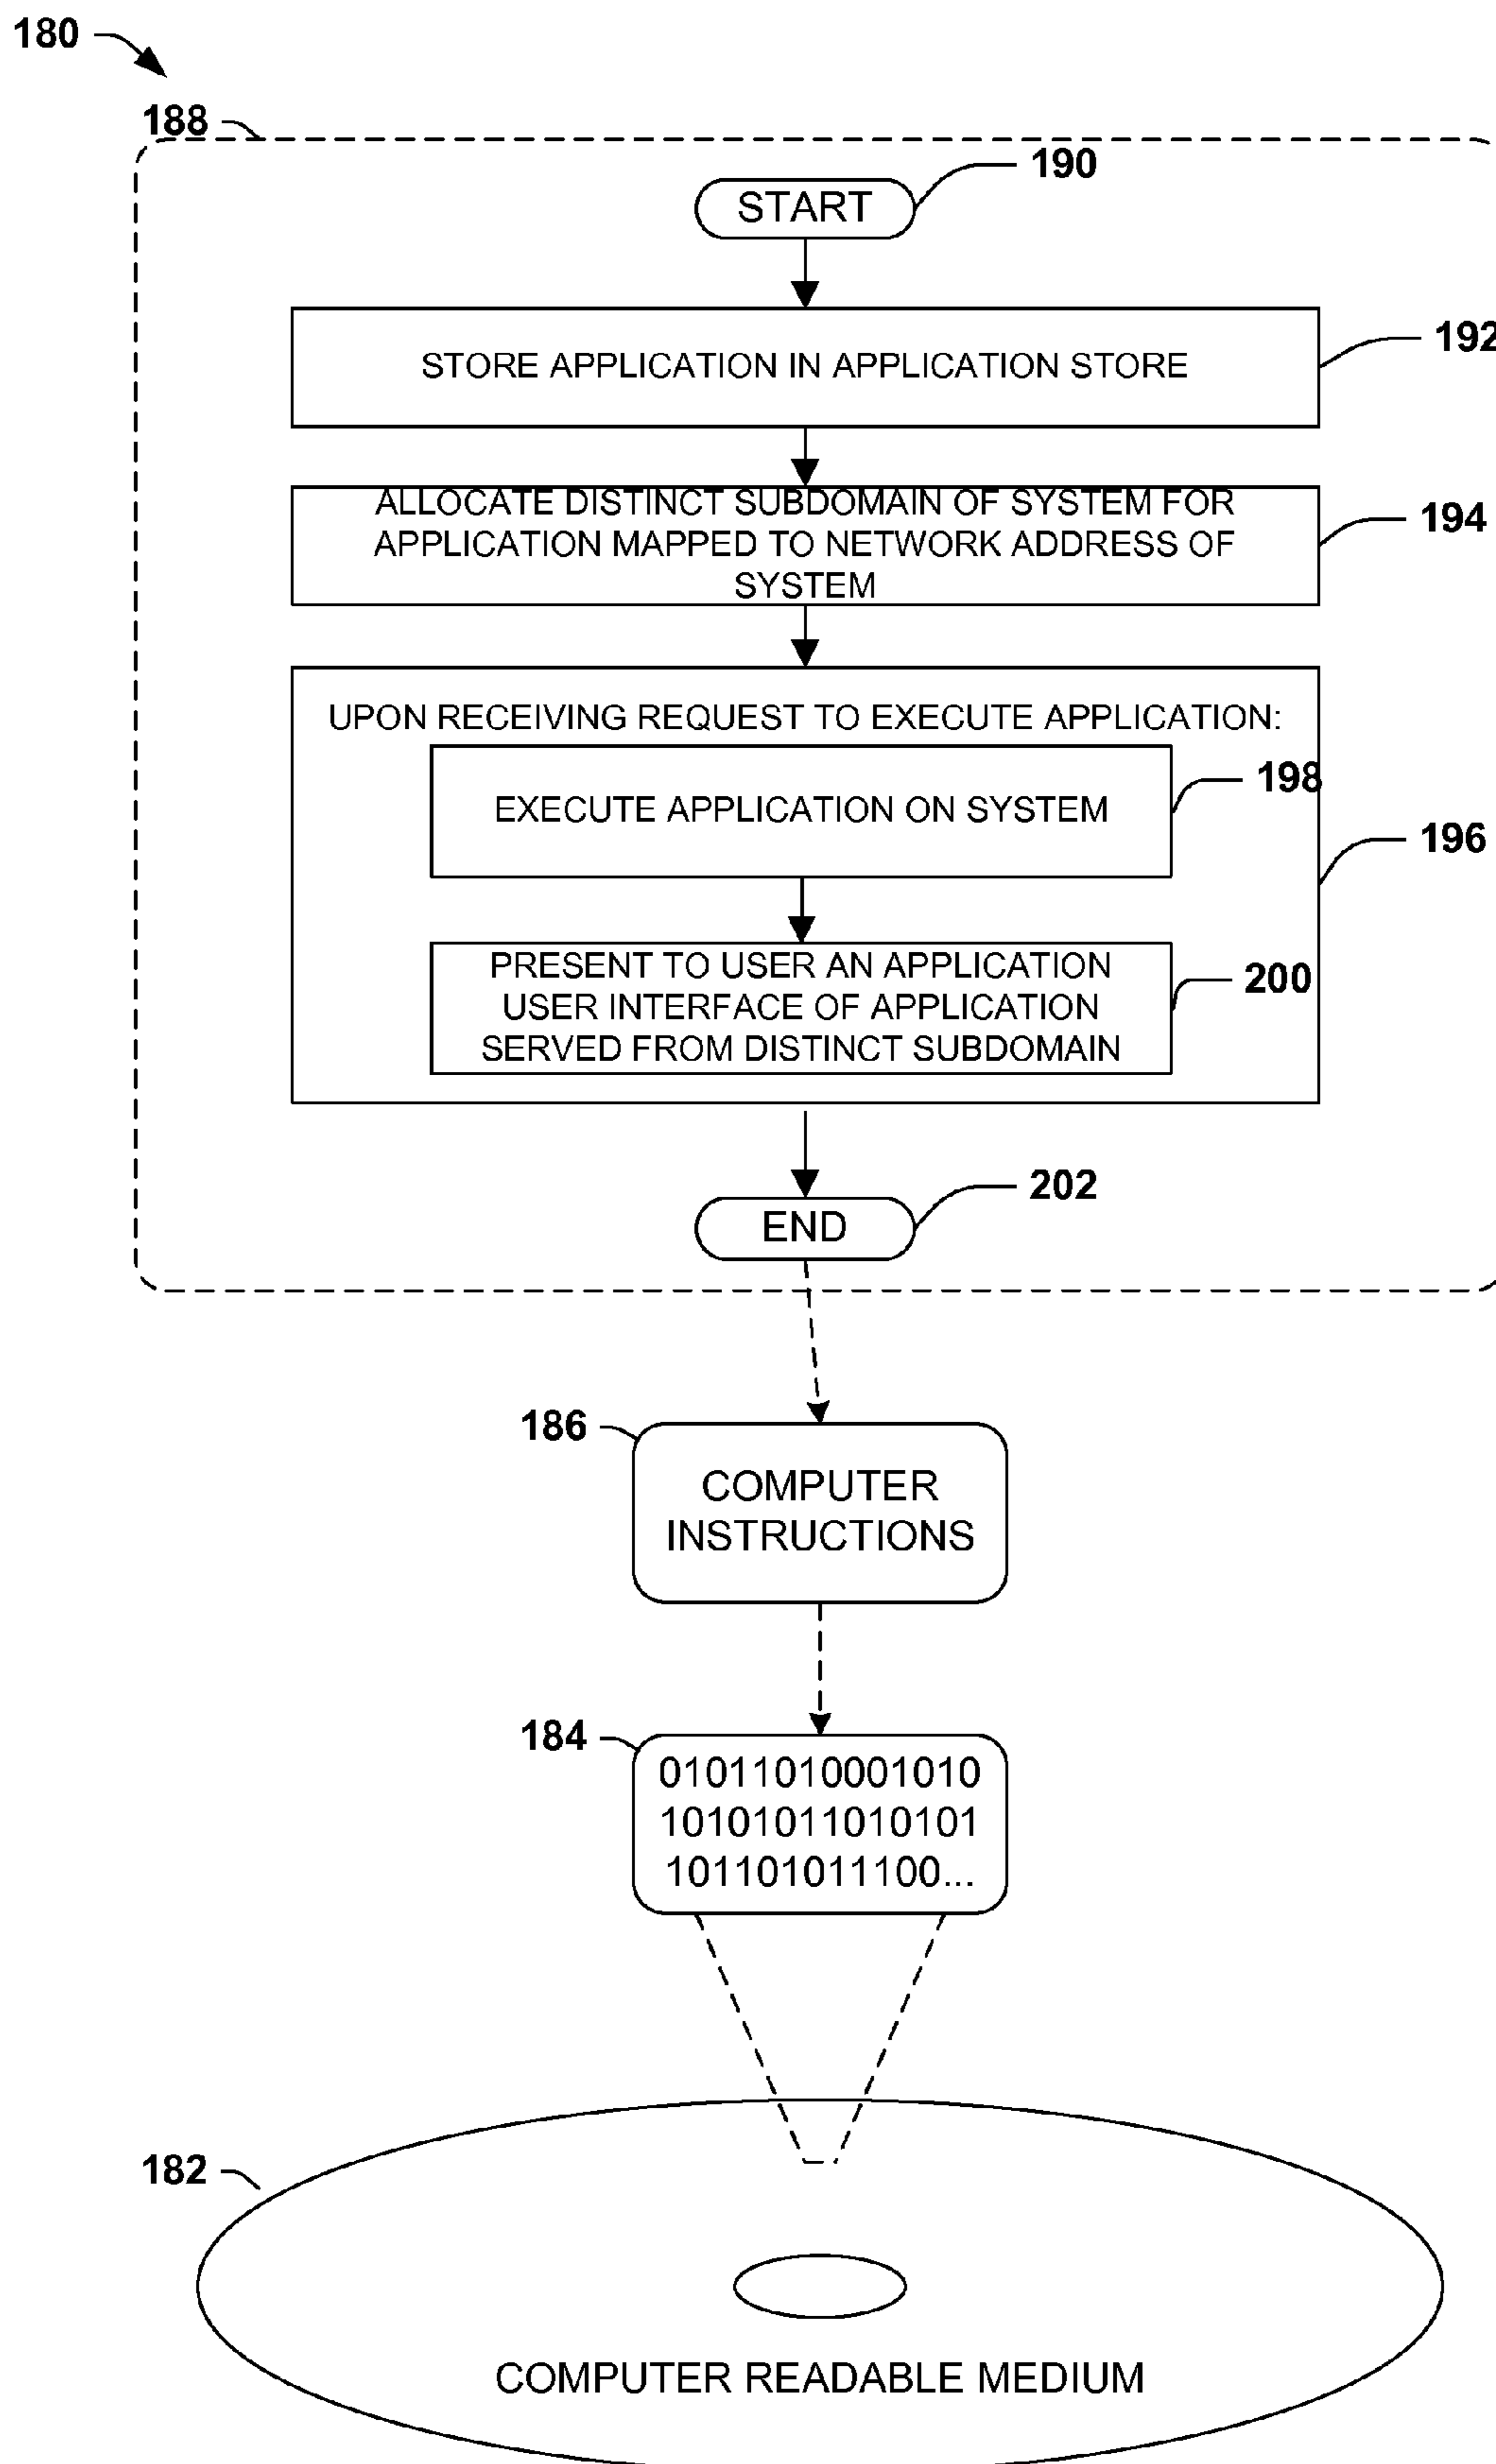 180
188
190
START
192
STORE APPLICATION IN APPLICATION STORE
194
ALLOCATE DISTINCT SUBDOMAIN OF SYSTEM FOR
APPLICATION MAPPED TO NETWORK ADDRESS OF
SYSTEM
UPON RECEIVING REQUEST TO EXECUTE APPLICATION:
198
EXECUTE APPLICATION ON SYSTEM
196
PRESENT TO USER AN APPLICATION
USER INTERFACE OF APPLICATION
SERVED FROM DISTINCT SUBDOMAIN
200
202
END
186
COMPUTER
INSTRUCTIONS
184
01011010001010
1010101101010101
101101011100...
182
COMPUTER READABLE MEDIUM